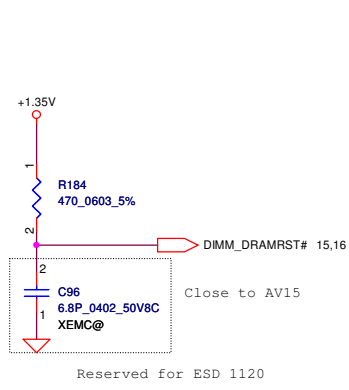 +1.35V
1
R184
470_0603_5%
2
DIMM_DRAMRST# 15,16
2
C96
6.8P_0402_50V8C
1
XEMC@
Close to AV15
Reserved for ESD 1120